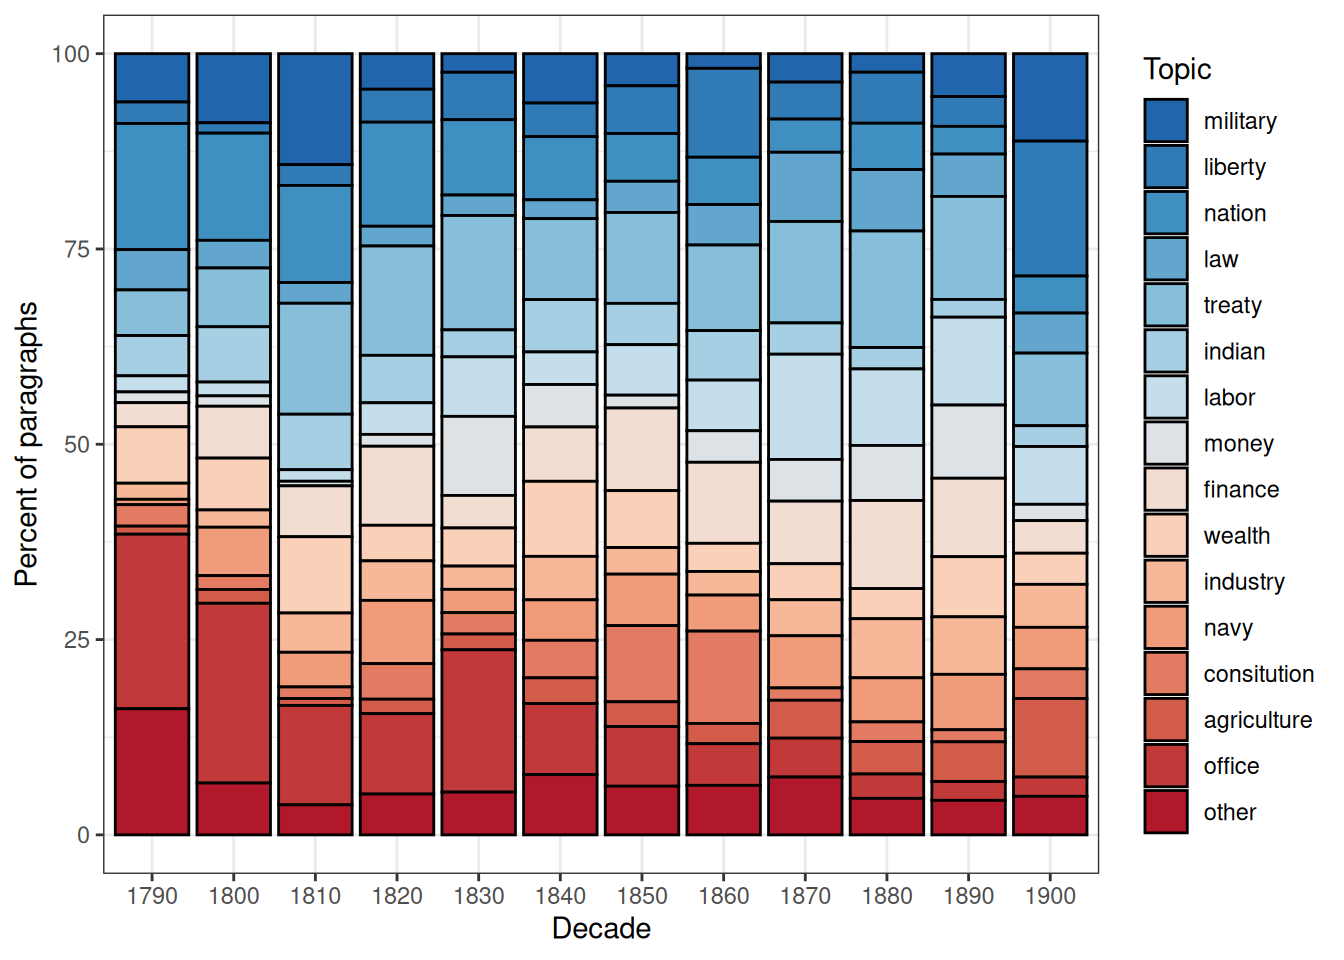 100
75
50
25
0
Percent of paragraphs
1790 1800 1810 1820 1830 1840 1850 1860 1870 1880 1890 1900
Decade
Topic
military
liberty
nation
law
treaty
indian
labor
money
finance
wealth
industry
navy
consitution
agriculture
office
other